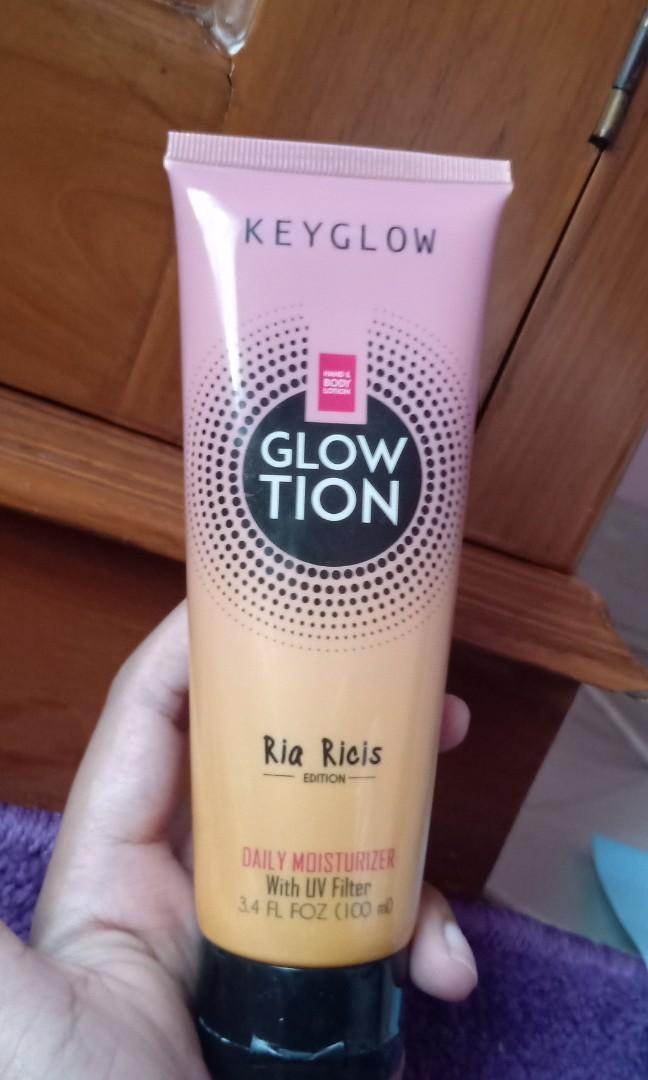 KEYGLOW
HAND &
BODY
LOTION
GLOW
TION
Ria Ricis
EDITION
DAILY MOISTURIZER
With UV Filter
3.4 FL FOZ (100 ml)